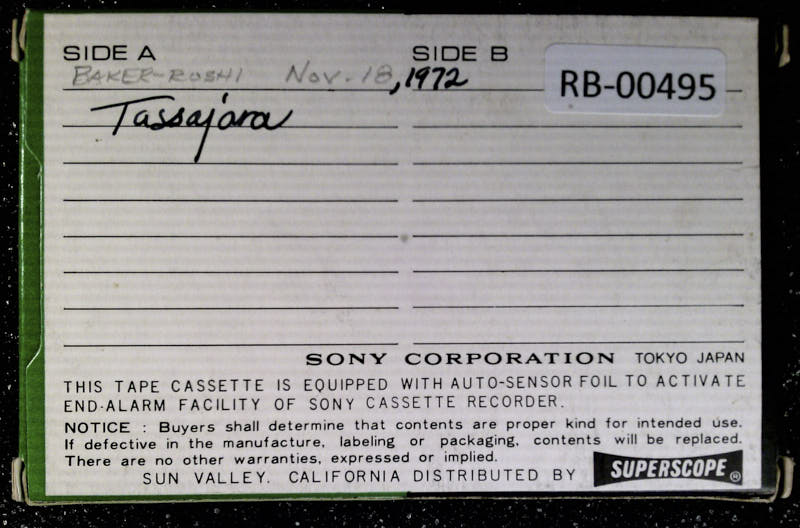 SIDE A SIDE B
BAKER-ROSHI Nov. 18, 1972
RB-00495
Tassajara
SONY CORPORATION TOKYO JAPAN
THIS TAPE CASSETTE IS EQUIPPED WITH AUTO-SENSOR FOIL TO ACTIVATE
END-ALARM FACILITY OF SONY CASSETTE RECORDER.
NOTICE : Buyers shall determine that contents are proper kind for intended use.
If defective in the manufacture, labeling or packaging, contents will be replaced.
There are no other warranties, expressed or implied.
SUN VALLEY. CALIFORNIA DISTRIBUTED BY SUPERSCOPE®